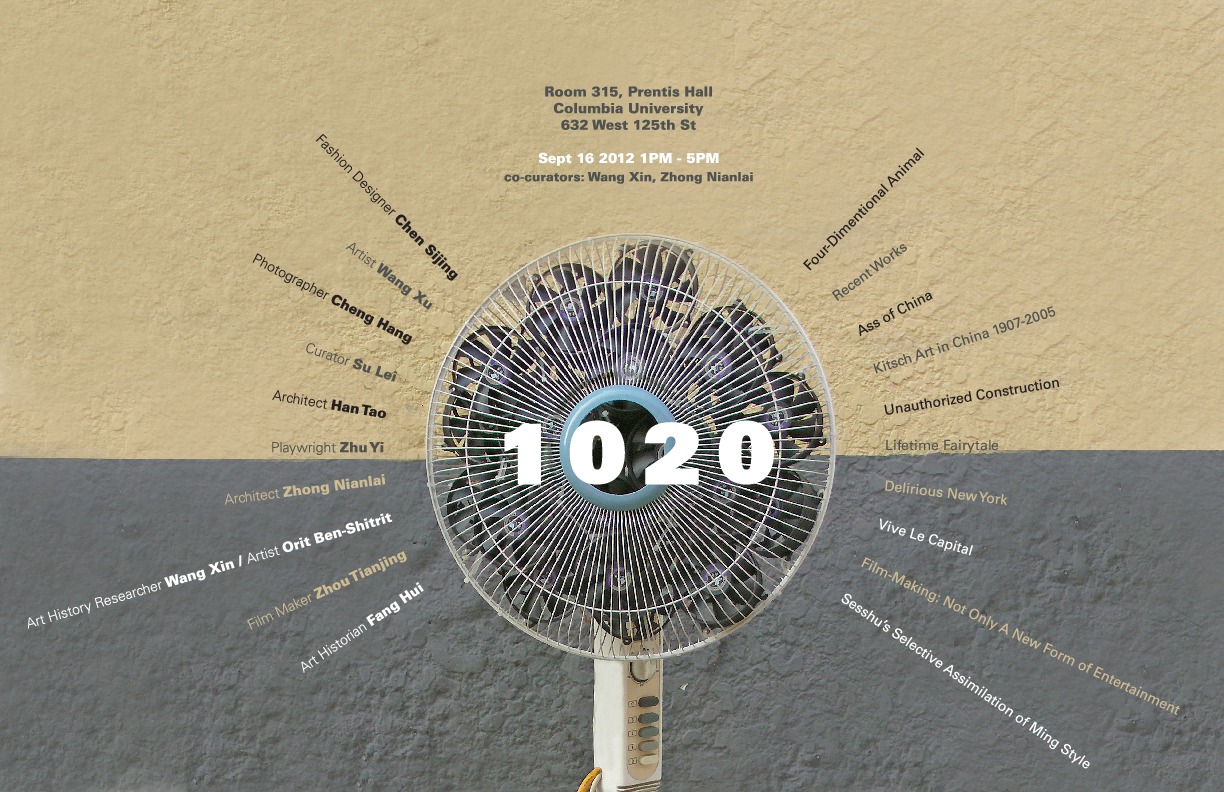 Room 315, Prentis Hall
Columbia University
632 West 125th St
Sept 16 2012 1PM - 5PM
co-curators: Wang Xin, Zhong Nianlai
Fashion Designer Chen Sijing
Artist Wang Xu
Photographer Cheng Hang
Curator Su Lei
Architect Han Tao
Playwright Zhu Yi
Architect Zhong Nianlai
Art History Researcher Wang Xin / Artist Orit Ben-Shitrit
Film Maker Zhou Tianjing
Art Historian Fang Hui
1020
Four-Dimentional Animal
Recent Works
Ass of China
Kitsch Art in China 1907-2005
Unauthorized Construction
Lifetime Fairytale
Delirious New York
Vive Le Capital
Film-Making: Not Only A New Form of Entertainment
Sesshu's Selective Assimilation of Ming Style